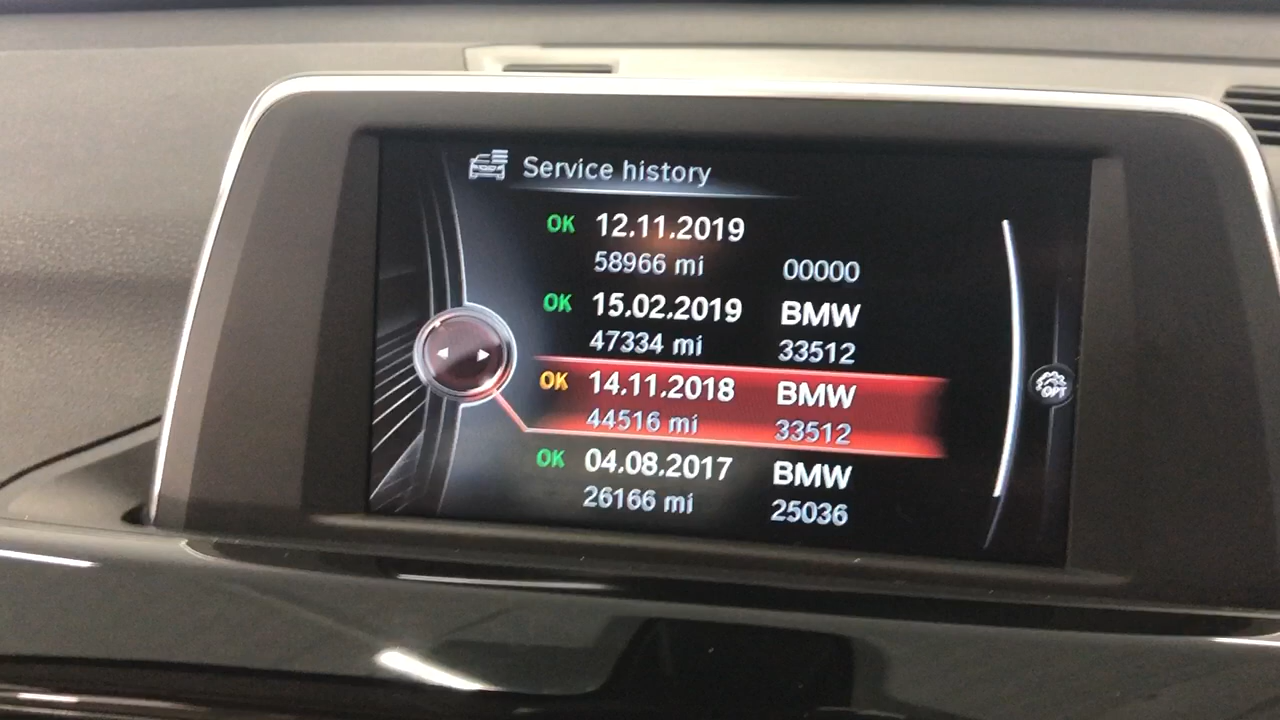 Service history
OK 12.11.2019
58966 mi 00000
OK 15.02.2019 BMW
47334 mi 33512
OK 14.11.2018 BMW
44516 mi 33512
OK 04.08.2017 BMW
26166 mi 25036
OPT